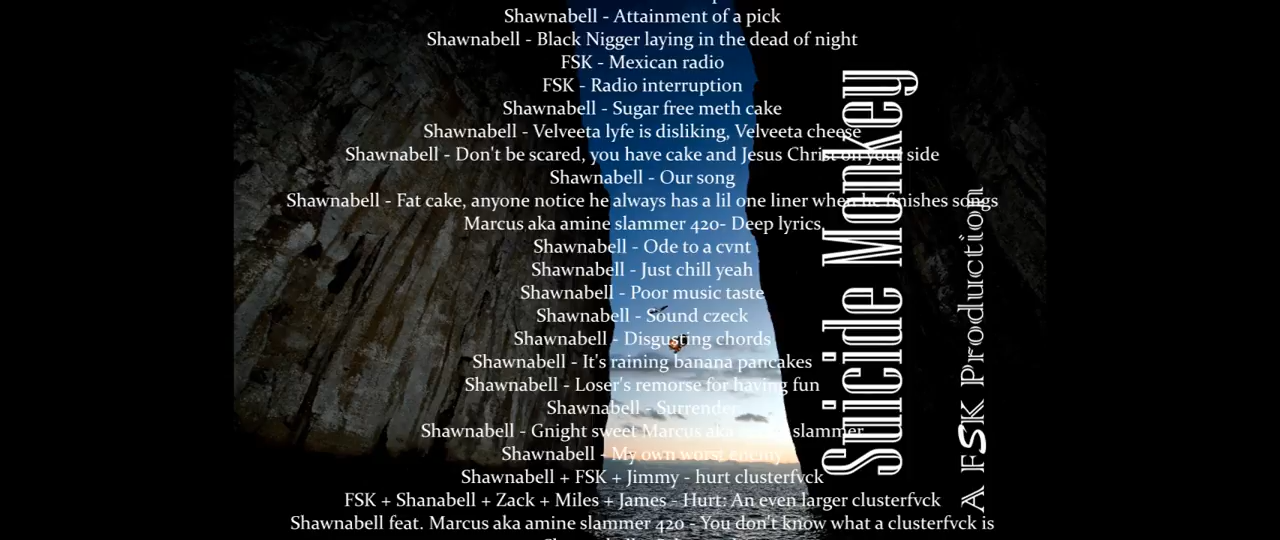 Shawnabell - Attainment of a pick
Shawnabell - Black Nigger laying in the dead of night
FSK - Mexican radio
FSK - Radio interruption
Shawnabell - Sugar free meth cake
Shawnabell - Velveeta lyfe is disliking, Velveeta cheese
Shawnabell - Don't be scared, you have cake and Jesus Christ on your side
Shawnabell - Our song
Shawnabell - Fat cake, anyone notice he always has a lil one liner when he finishes songs
Marcus aka amine slammer 420- Deep lyrics.
Shawnabell - Ode to a cvnt
Shawnabell - Just chill yeah
Shawnabell - Poor music taste
Shawnabell - Sound czeck
Shawnabell - Disgusting chords
Shawnabell - It's raining banana pancakes
Shawnabell - Loser's remorse for having fun
Shawnabell - Surrender
Shawnabell - Gnight sweet Marcus aka slammer
Shawnabell - My own worst enemy
Shawnabell + FSK + Jimmy - hurt clusterfvck
FSK + Shanabell + Zack + Miles + James - Hurt: An even larger clusterfvck
Shawnabell feat. Marcus aka amine slammer 420 - You don't know what a clusterfvck is
Suicide Monkey
A FSK Production